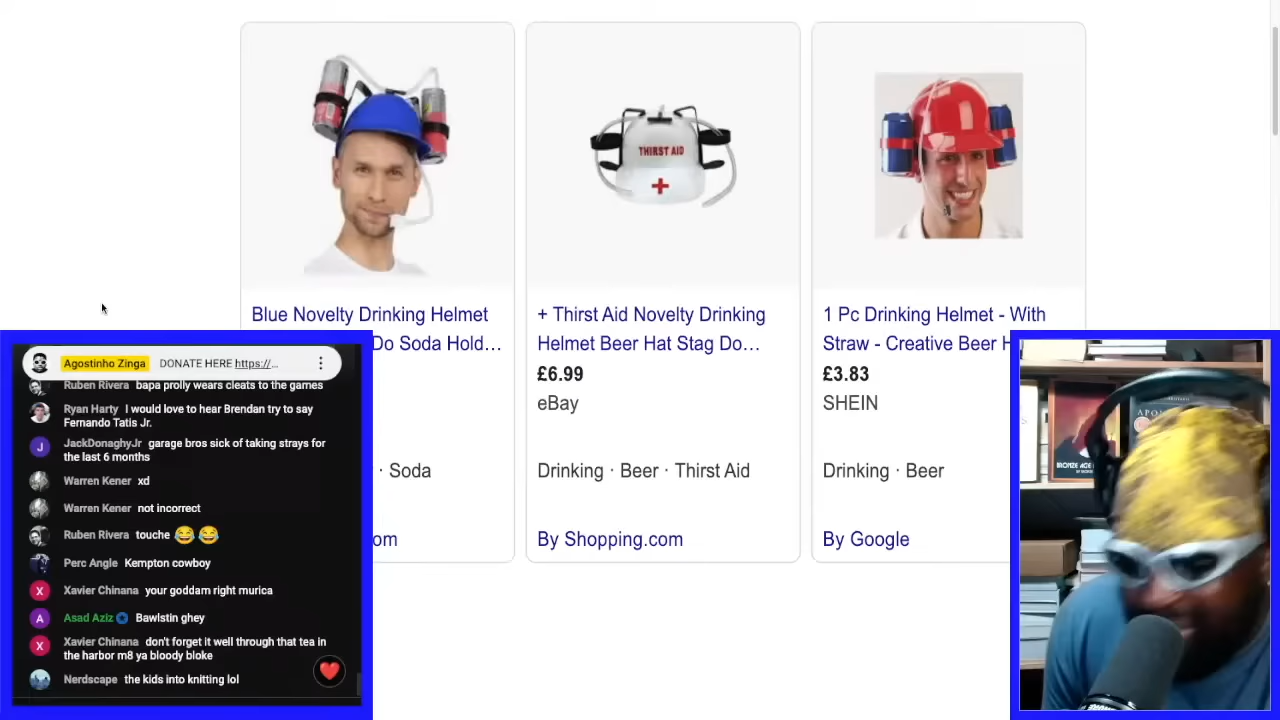 THIRST AID
Blue Novelty Drinking Helmet
Do Soda Hold…
· Soda
om
+ Thirst Aid Novelty Drinking
Helmet Beer Hat Stag Do…
£6.99
eBay
Drinking · Beer · Thirst Aid
By Shopping.com
1 Pc Drinking Helmet - With
Straw - Creative Beer H
£3.83
SHEIN
Drinking · Beer
By Google
Agostinho Zinga DONATE HERE https://...
Ruben Rivera bapa prolly wears cleats to the games
Ryan Harty I would love to hear Brendan try to say
Fernando Tatis Jr.
J
JackDonaghyJr garage bros sick of taking strays for
the last 6 months
Warren Kener xd
Warren Kener not incorrect
Ruben Rivera touche 😂 😂
Perc Angle Kempton cowboy
X
Xavier Chinana your goddam right murica
A
Asad Aziz Bawlstin ghey
X
Xavier Chinana don't forget it well through that tea in
the harbor m8 ya bloody bloke
Nerdscape the kids into knitting lol
BRONZE AGE